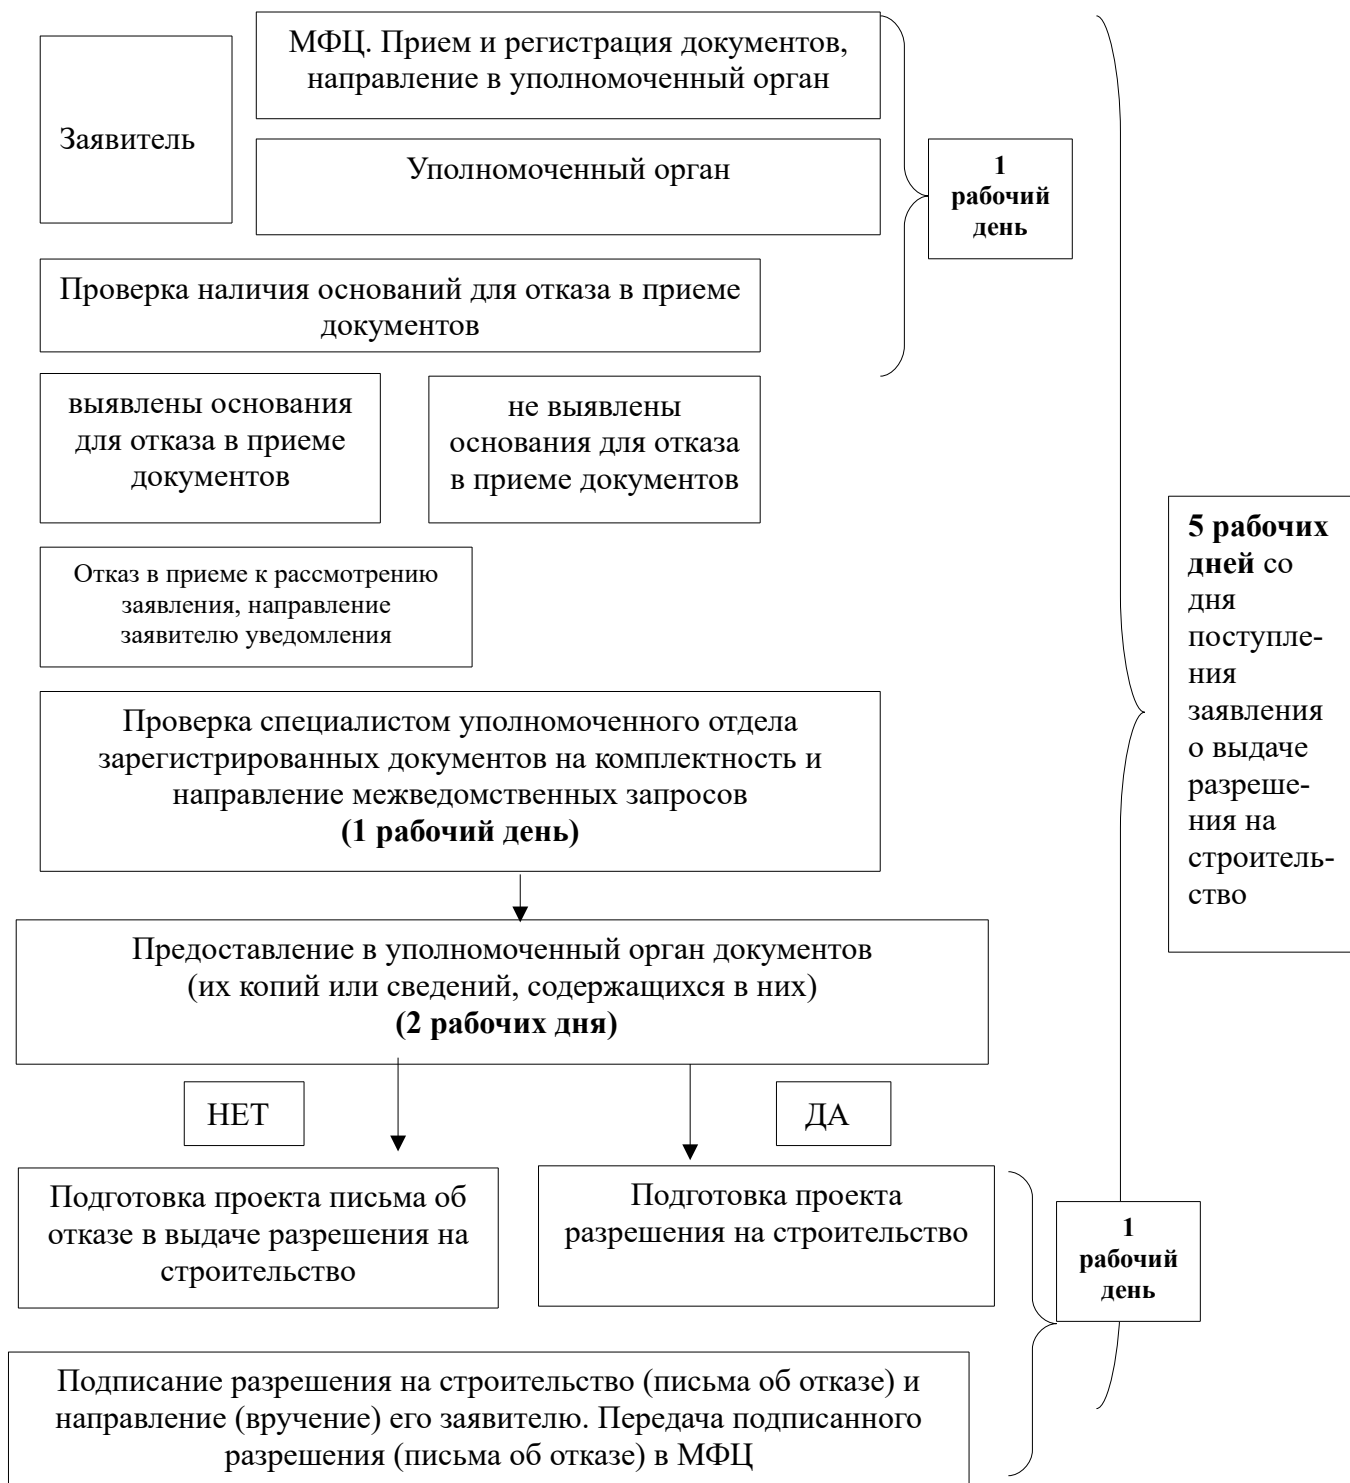 МФЦ. Прием и регистрация документов,
направление в уполномоченный орган
Заявитель
Уполномоченный орган
1
рабочий
день
Проверка наличия оснований для отказа в приеме
документов
выявлены основания
для отказа в приеме
документов
не выявлены
основания для отказа
в приеме документов
5 рабочих
дней со
дня
поступле-
ния
заявления
о выдаче
разреше-
ния на
строитель-
ство
Отказ в приеме к рассмотрению
заявления, направление
заявителю уведомления
Проверка специалистом уполномоченного отдела
зарегистрированных документов на комплектность и
направление межведомственных запросов
(1 рабочий день)
Предоставление в уполномоченный орган документов
(их копий или сведений, содержащихся в них)
(2 рабочих дня)
НЕТ
ДА
Подготовка проекта письма об
отказе в выдаче разрешения на
строительство
Подготовка проекта
разрешения на строительство
1
рабочий
день
Подписание разрешения на строительство (письма об отказе) и
направление (вручение) его заявителю. Передача подписанного
разрешения (письма об отказе) в МФЦ